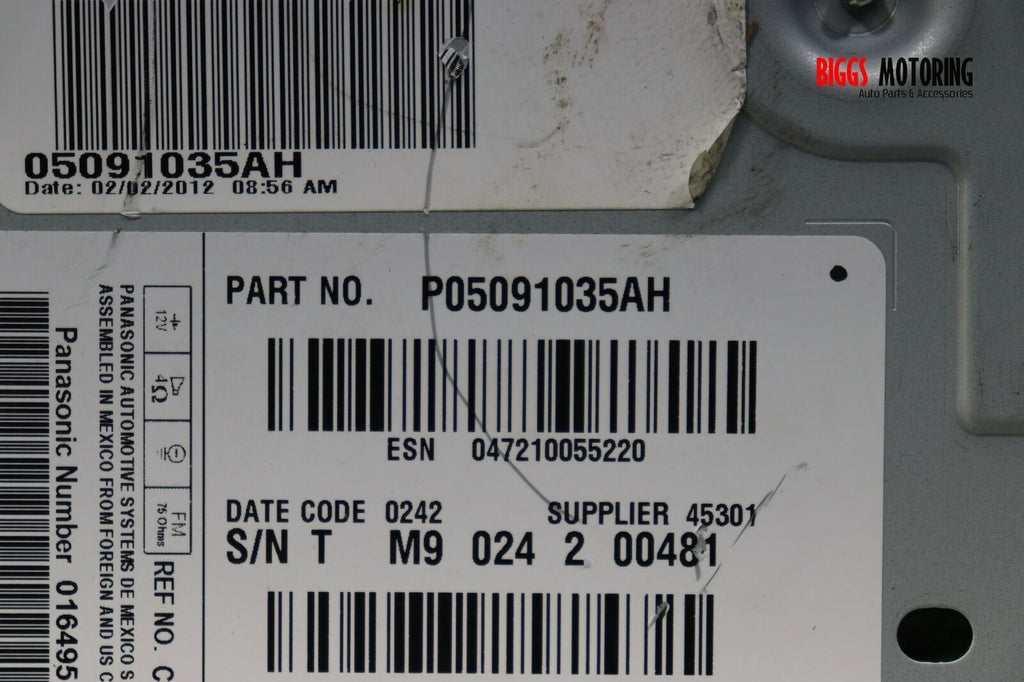 BIGGS MOTORING
Auto Parts & Accessories
05091035AH
Date: 02/02/2012 08:56 AM
PART NO. P05091035AH
ESN 047210055220
DATE CODE 0242 SUPPLIER 45301
S/N T M9 024 2 00481
12V
4Ω
FM
75 Ohms
REF NO. C
PANASONIC AUTOMOTIVE SYSTEMS DE MEXICO S
ASSEMBLED IN MEXICO FROM FOREIGN AND US C
Panasonic Number 016495